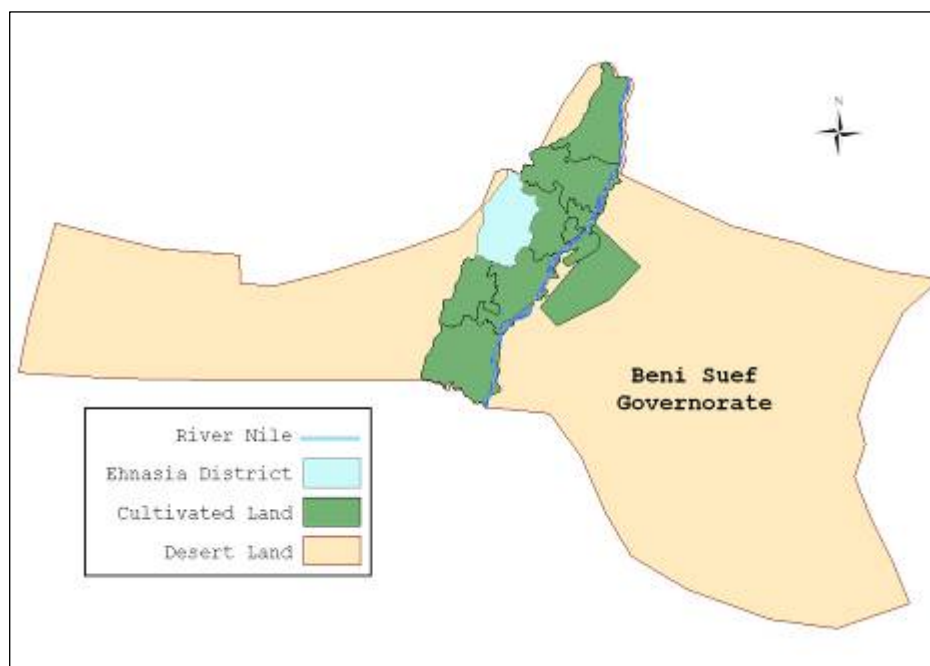 N
Beni Suef
Governorate
River Nile
Ehnasia District
Cultivated Land
Desert Land